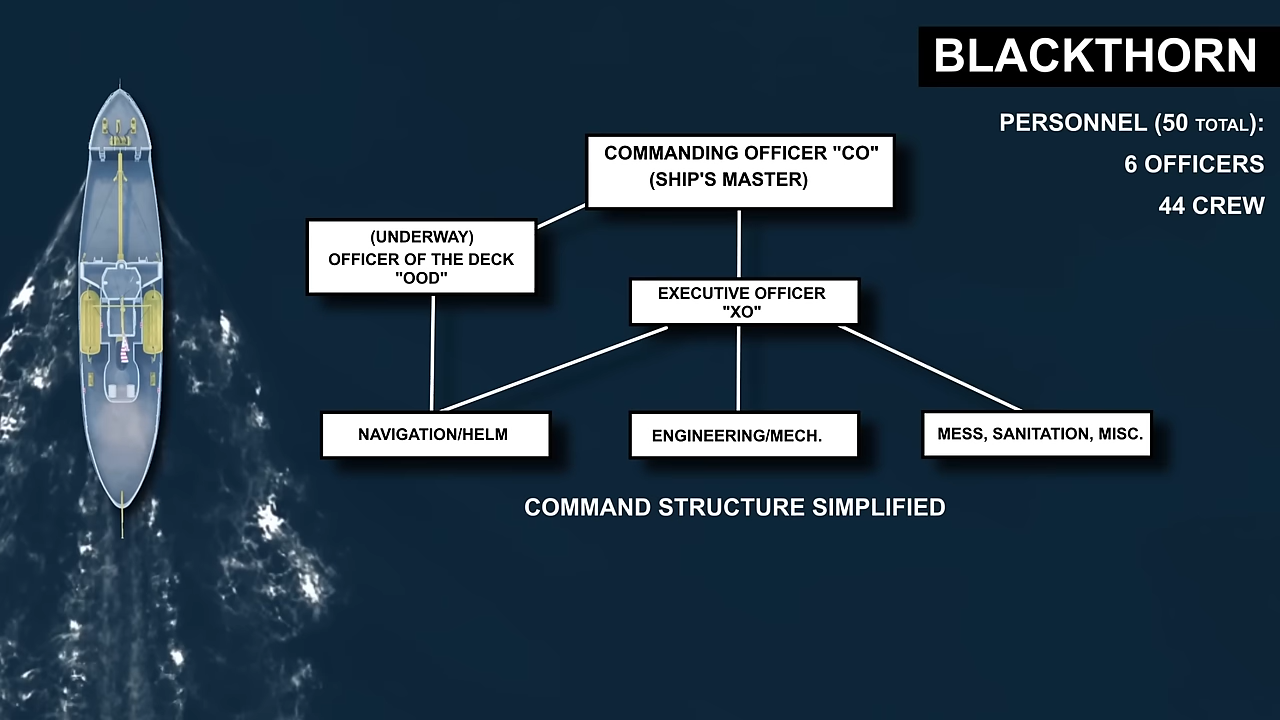 BLACKTHORN
PERSONNEL (50 TOTAL):
6 OFFICERS
44 CREW
COMMANDING OFFICER "CO"
(SHIP'S MASTER)
(UNDERWAY)
OFFICER OF THE DECK
"OOD"
EXECUTIVE OFFICER
"XO"
NAVIGATION/HELM
ENGINEERING/MECH.
MESS, SANITATION, MISC.
COMMAND STRUCTURE SIMPLIFIED